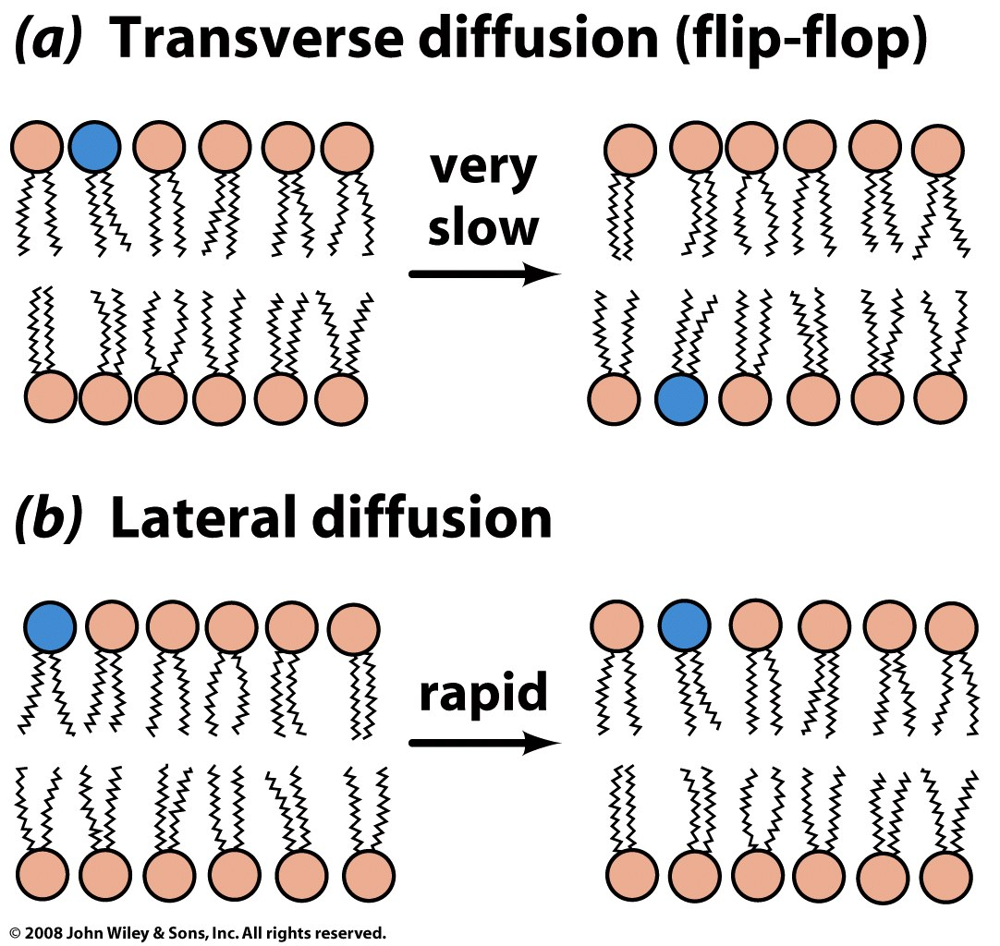 (a) Transverse diffusion (flip-flop)
very
slow
(b) Lateral diffusion
rapid
© 2008 John Wiley & Sons, Inc. All rights reserved.